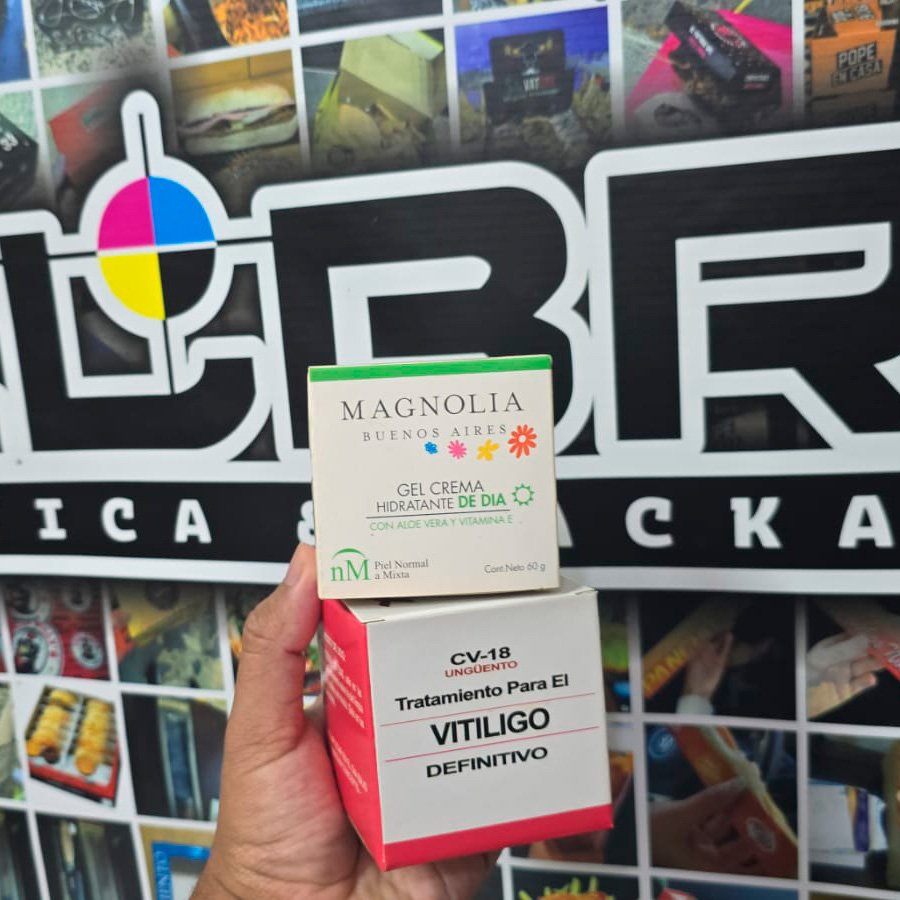 POPE
EN CASA
LBR
ICA & ACKA
MAGNOLIA
BUENOS AIRES
GEL CREMA
HIDRATANTE DE DIA
CON ALOE VERA Y VITAMINA E
nM Piel Normal
a Mixta
Cont.Neto 60 g
CV-18
UNGÜENTO
Tratamiento Para El
VITILIGO
DEFINITIVO